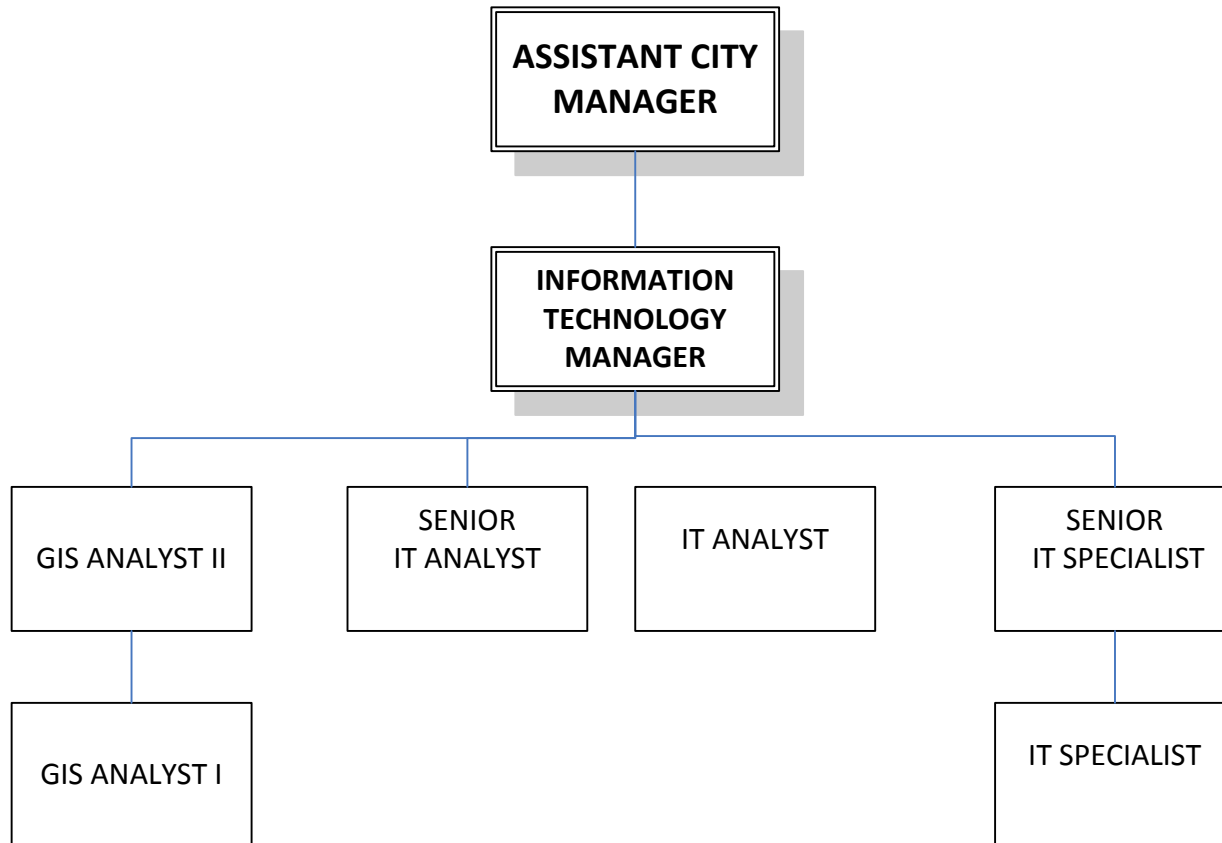 ASSISTANT CITY
MANAGER
INFORMATION
TECHNOLOGY
MANAGER
GIS ANALYST II
SENIOR
IT ANALYST
IT ANALYST
SENIOR
IT SPECIALIST
GIS ANALYST I
IT SPECIALIST